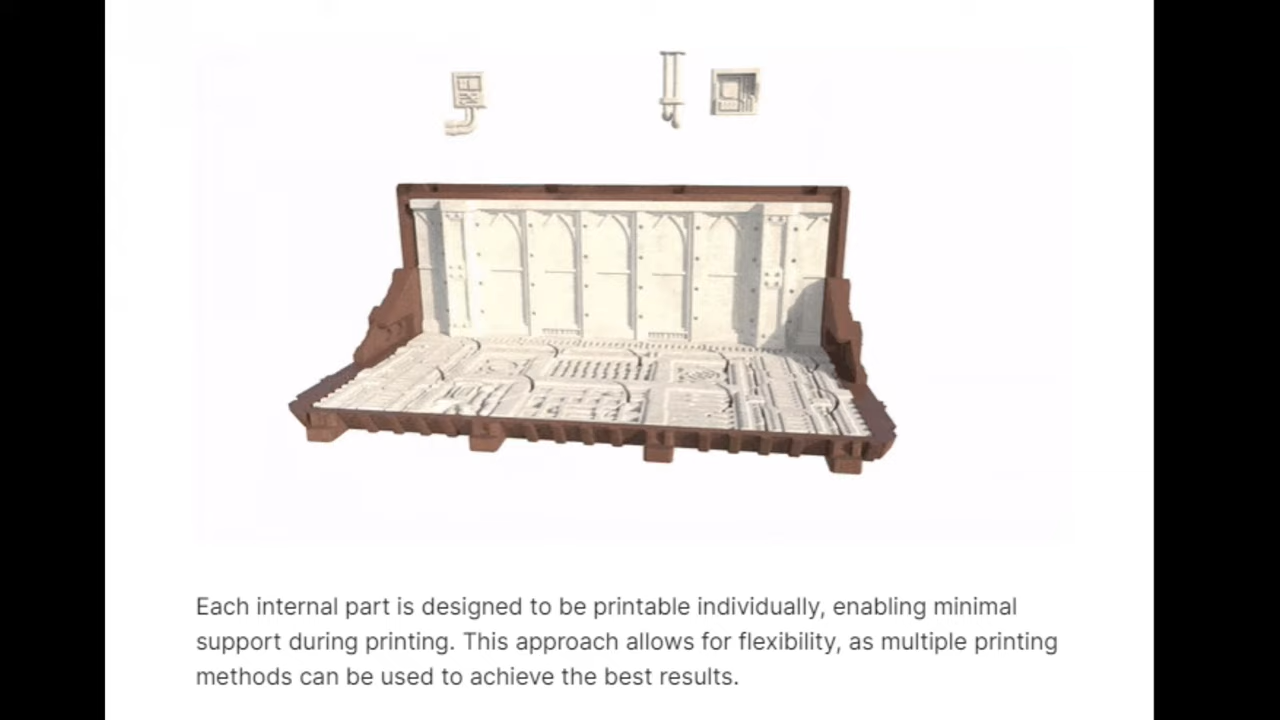 Each internal part is designed to be printable individually, enabling minimal
support during printing. This approach allows for flexibility, as multiple printing
methods can be used to achieve the best results.